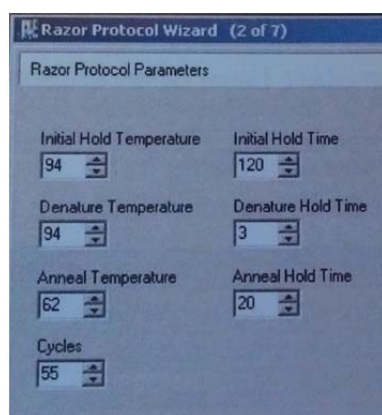 Razor Protocol Wizard (2 of 7)
Razor Protocol Parameters
Initial Hold Temperature Initial Hold Time
94 120
Denature Temperature Denature Hold Time
94 3
Anneal Temperature Anneal Hold Time
62 20
Cycles
55